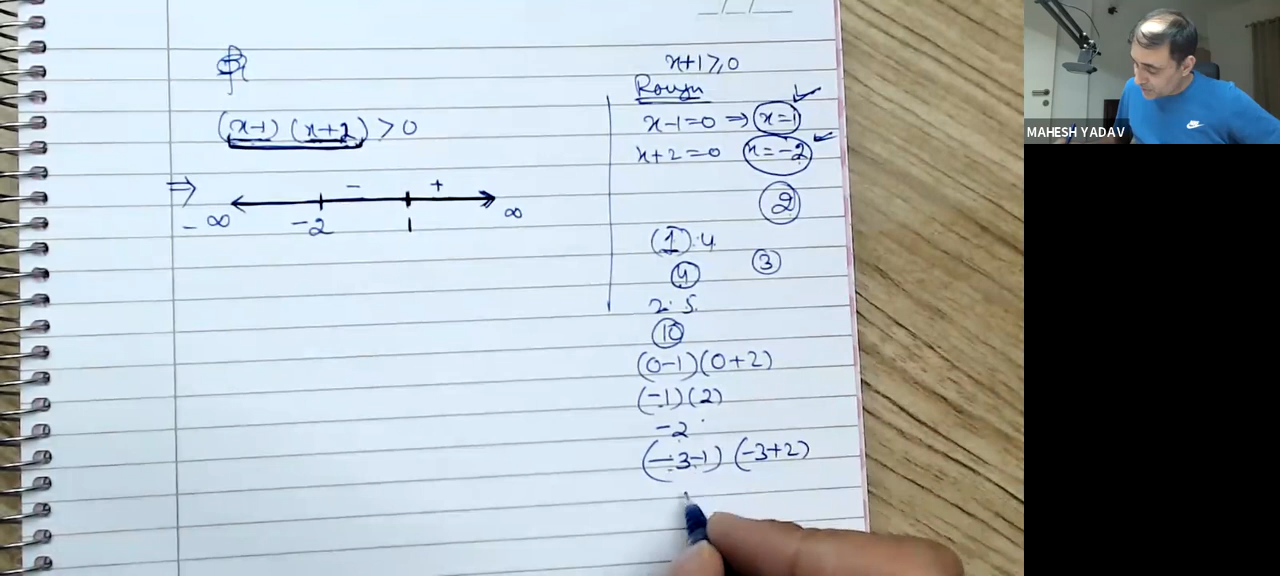 (x-1) (x+2) > 0
⇒
- +
-∞ -2 1 ∞
x+1 ≥ 0
Rough
x-1=0 ⇒ x=1
x+2=0 x=-2
2
(1)·4
4 3
2·5
10
(0-1)(0+2)
(-1)(2)
-2
(-3-1) (-3+2)
MAHESH YADAV